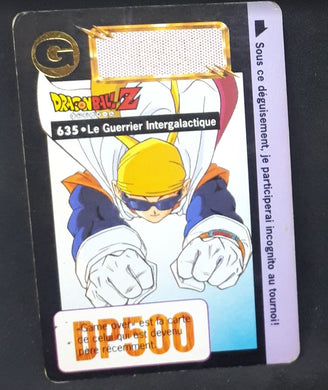 G
DRAGON BALL Z
635•Le Guerrier Intergalactique
BP500
«Game over» est la carte
de celui qui est devenu
père récemment.
Sous ce déguisement, je participerai incognito au tournoi!